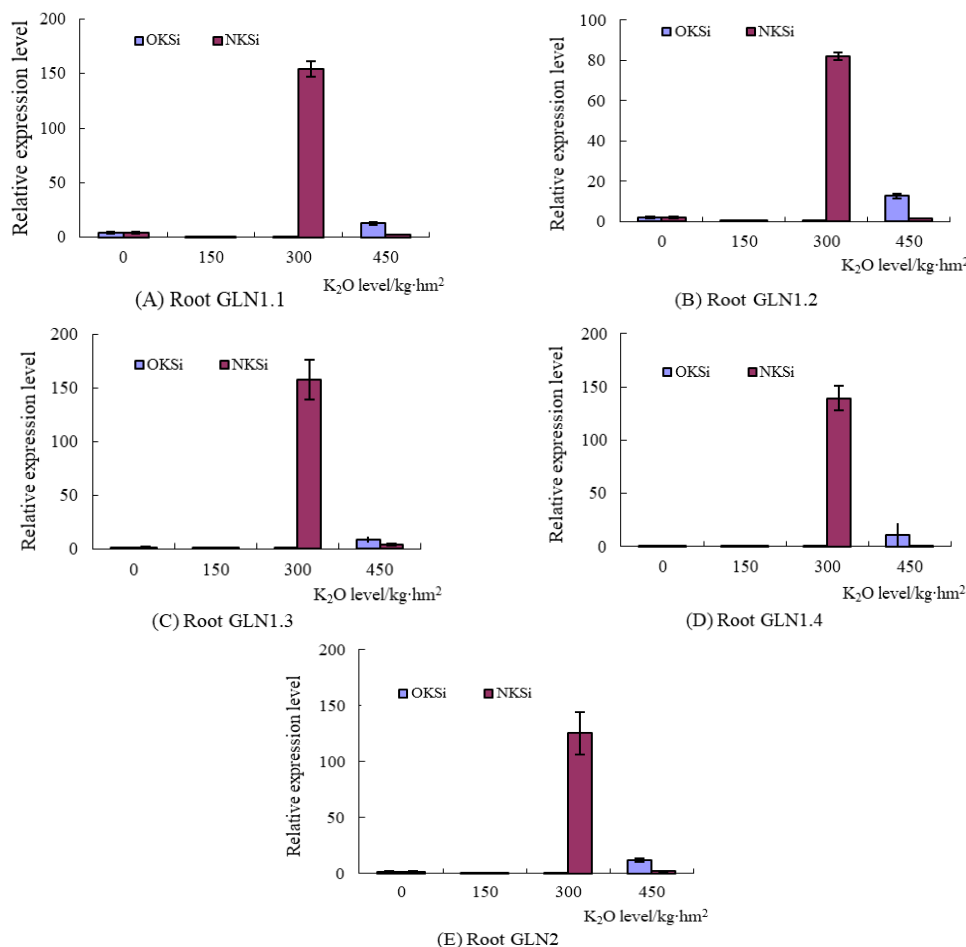 Relative expression level
200
150
100
50
0
OKSi NKSi
0 150 300 450
K₂O level/kg·hm²
(A) Root GLN1.1
Relative expression level
100
80
60
40
20
0
OKSi NKSi
0 150 300 450
K₂O level/kg·hm²
(B) Root GLN1.2
Relative expression level
200
150
100
50
0
OKSi NKSi
0 150 300 450
K₂O level/kg·hm²
(C) Root GLN1.3
Relative expression level
200
150
100
50
0
OKSi NKSi
0 150 300 450
K₂O level/kg·hm²
(D) Root GLN1.4
Relative expression level
200
150
100
50
0
OKSi NKSi
0 150 300 450
K₂O level/kg·hm²
(E) Root GLN2